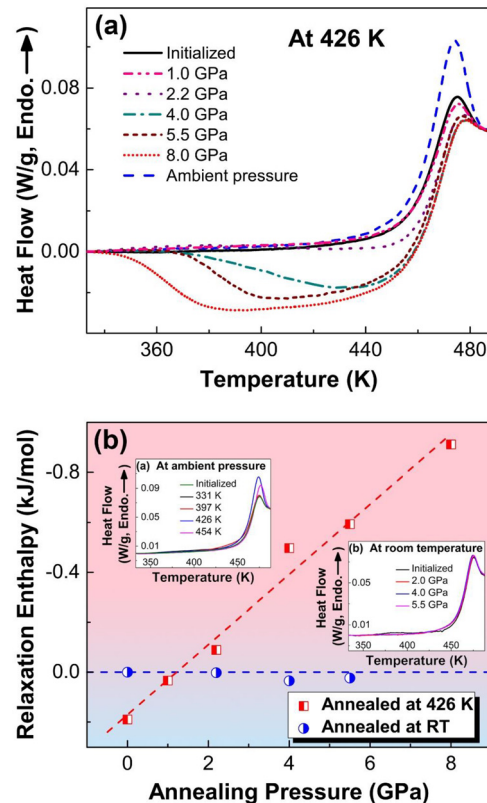 (a)
At 426 K
Initialized
1.0 GPa
2.2 GPa
4.0 GPa
5.5 GPa
8.0 GPa
Ambient pressure
Heat Flow (W/g, Endo.→)
0.08
0.04
0.00
360
400
440
480
Temperature (K)
(b)
Relaxation Enthalpy (kJ/mol)
-0.8
-0.4
0.0
(a) At ambient pressure
Heat Flow
(W/g, Endo.→)
Initialized
331 K
397 K
426 K
454 K
0.10
0.05
0.01
350
400
450
Temperature (K)
(b) At room temperature
Heat Flow
(W/g, Endo.→)
Initialized
2.0 GPa
4.0 GPa
5.5 GPa
0.05
0.01
350
400
450
Temperature (K)
Annealed at 426 K
Annealed at RT
0
2
4
6
8
Annealing Pressure (GPa)